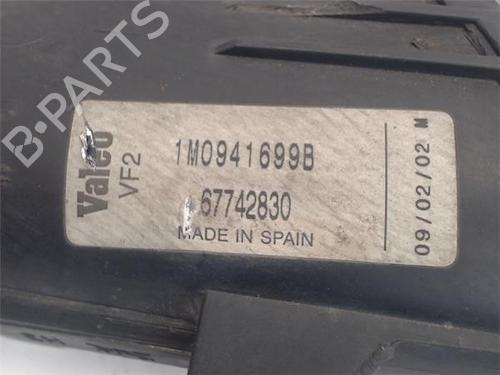 Valeo
VF2
1M0941699B
67742830
MADE IN SPAIN
09/02/02 M
B-PARTS